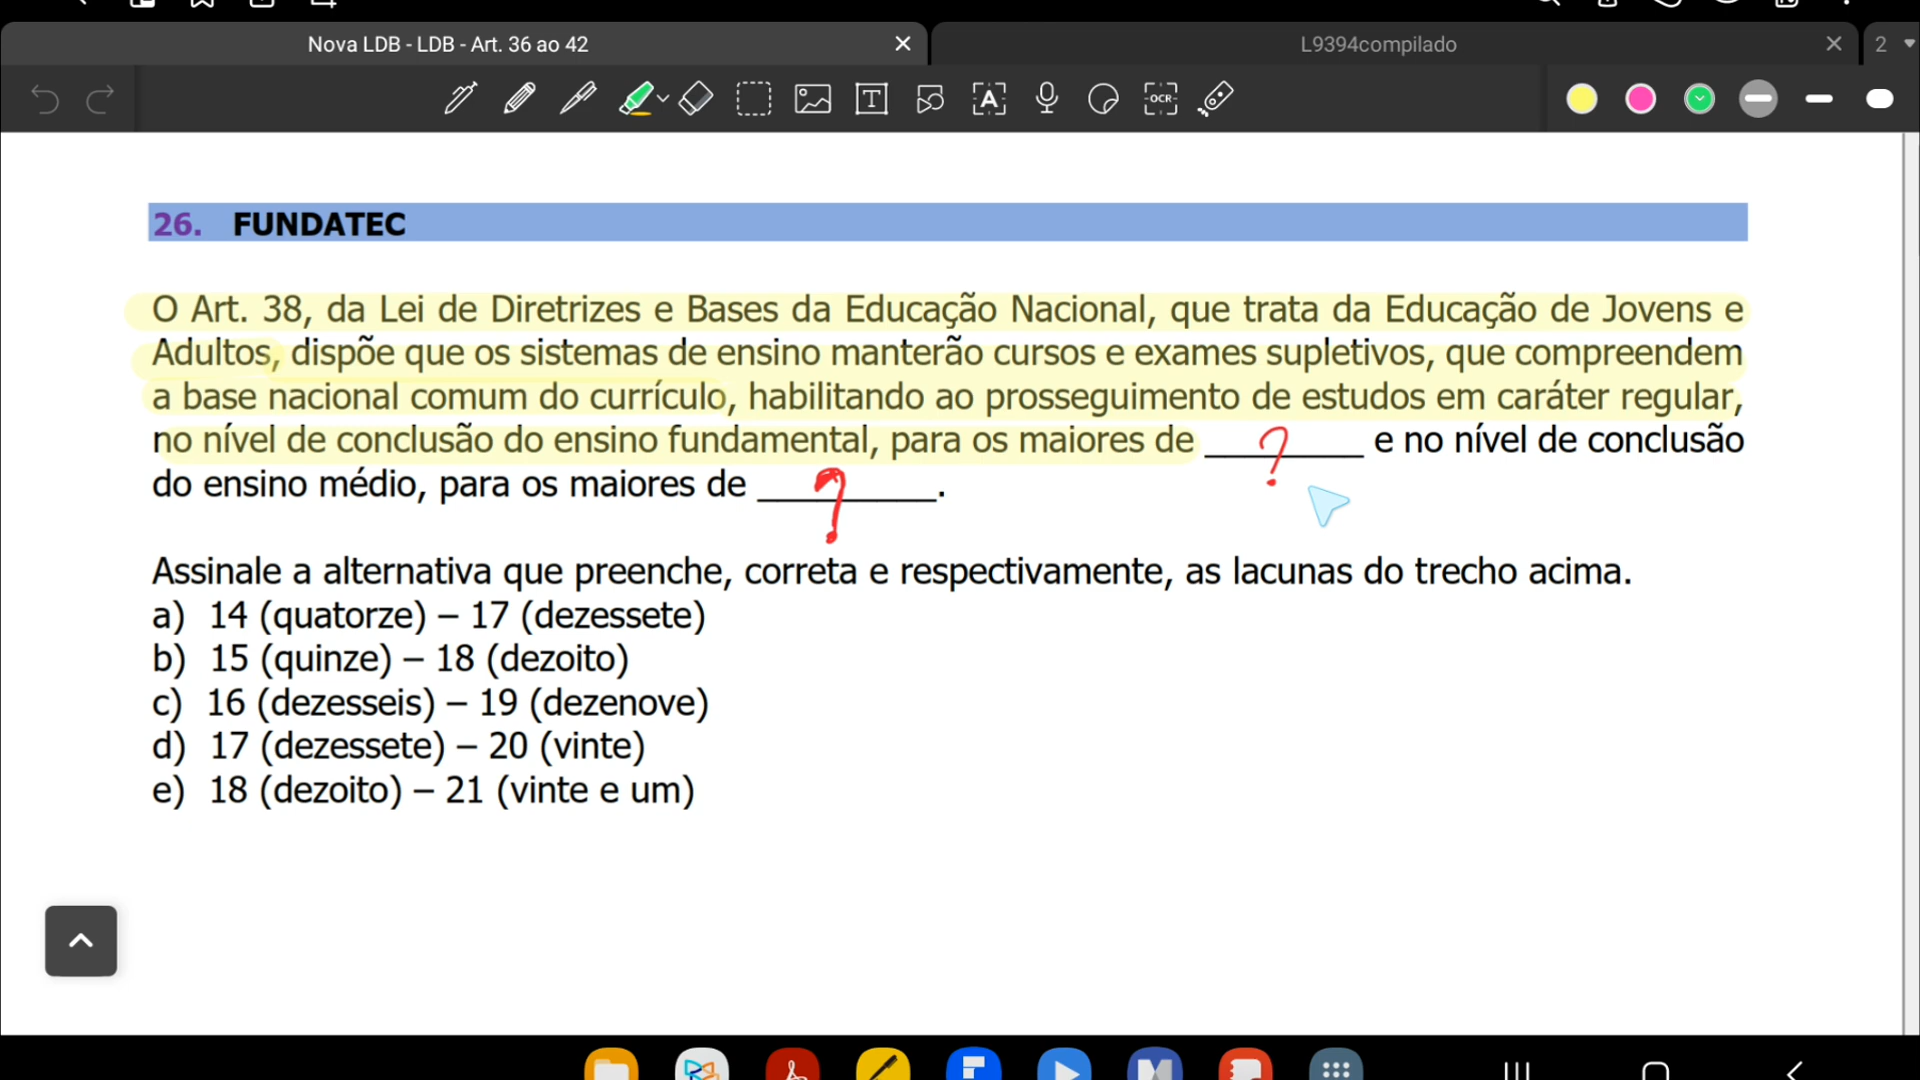 Nova LDB - LDB - Art. 36 ao 42
L9394compilado
2
T
A
OCR
26. FUNDATEC
O Art. 38, da Lei de Diretrizes e Bases da Educação Nacional, que trata da Educação de Jovens e
Adultos, dispõe que os sistemas de ensino manterão cursos e exames supletivos, que compreendem
a base nacional comum do currículo, habilitando ao prosseguimento de estudos em caráter regular,
no nível de conclusão do ensino fundamental, para os maiores de ________ ? e no nível de conclusão
do ensino médio, para os maiores de _________ ?.
Assinale a alternativa que preenche, correta e respectivamente, as lacunas do trecho acima.
a) 14 (quatorze) – 17 (dezessete)
b) 15 (quinze) – 18 (dezoito)
c) 16 (dezesseis) – 19 (dezenove)
d) 17 (dezessete) – 20 (vinte)
e) 18 (dezoito) – 21 (vinte e um)